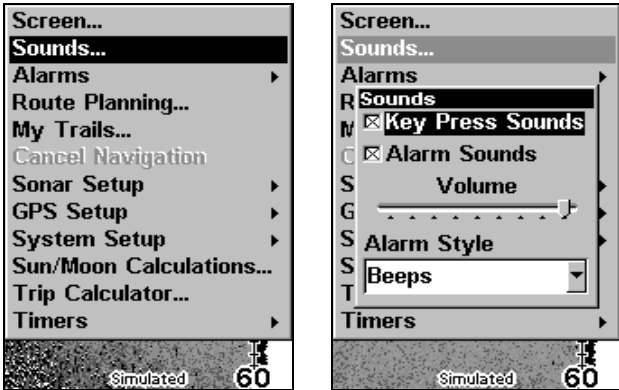 Screen...
Sounds...
Alarms
Route Planning...
My Trails...
Cancel Navigation
Sonar Setup
GPS Setup
System Setup
Sun/Moon Calculations...
Trip Calculator...
Timers
Simulated
60
Screen...
Sounds...
Alarms
R
Sounds
M
Key Press Sounds
C
Alarm Sounds
S
Volume
G
S
Alarm Style
S
Beeps
T
Timers
Simulated
60